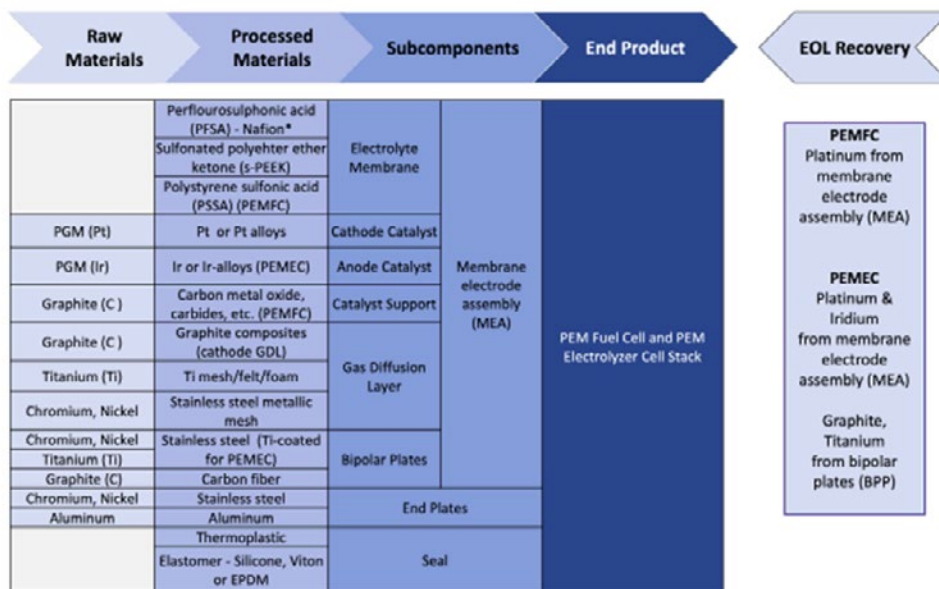 Raw
Materials
Processed
Materials
Subcomponents
End Product
EOL Recovery
Perflourosulphonic acid
(PFSA) - Nafion*
Sulfonated polyehter ether
ketone (s-PEEK)
Polystyrene sulfonic acid
(PSSA) (PEMFC)
Electrolyte
Membrane
PGM (Pt)
Pt or Pt alloys
Cathode Catalyst
PGM (Ir)
Ir or Ir-alloys (PEMEC)
Anode Catalyst
Graphite (C )
Carbon metal oxide,
carbides, etc. (PEMFC)
Catalyst Support
Graphite (C )
Graphite composites
(cathode GDL)
Titanium (Ti)
Ti mesh/felt/foam
Chromium, Nickel
Stainless steel metallic
mesh
Gas Diffusion
Layer
Chromium, Nickel
Titanium (Ti)
Stainless steel (Ti-coated
for PEMEC)
Graphite (C)
Carbon fiber
Bipolar Plates
Membrane
electrode
assembly
(MEA)
Chromium, Nickel
Stainless steel
Aluminum
Aluminum
End Plates
Thermoplastic
Elastomer - Silicone, Viton
or EPDM
Seal
PEM Fuel Cell and PEM
Electrolyzer Cell Stack
PEMFC
Platinum from
membrane
electrode
assembly (MEA)
PEMEC
Platinum &
Iridium
from membrane
electrode
assembly (MEA)
Graphite,
Titanium
from bipolar
plates (BPP)